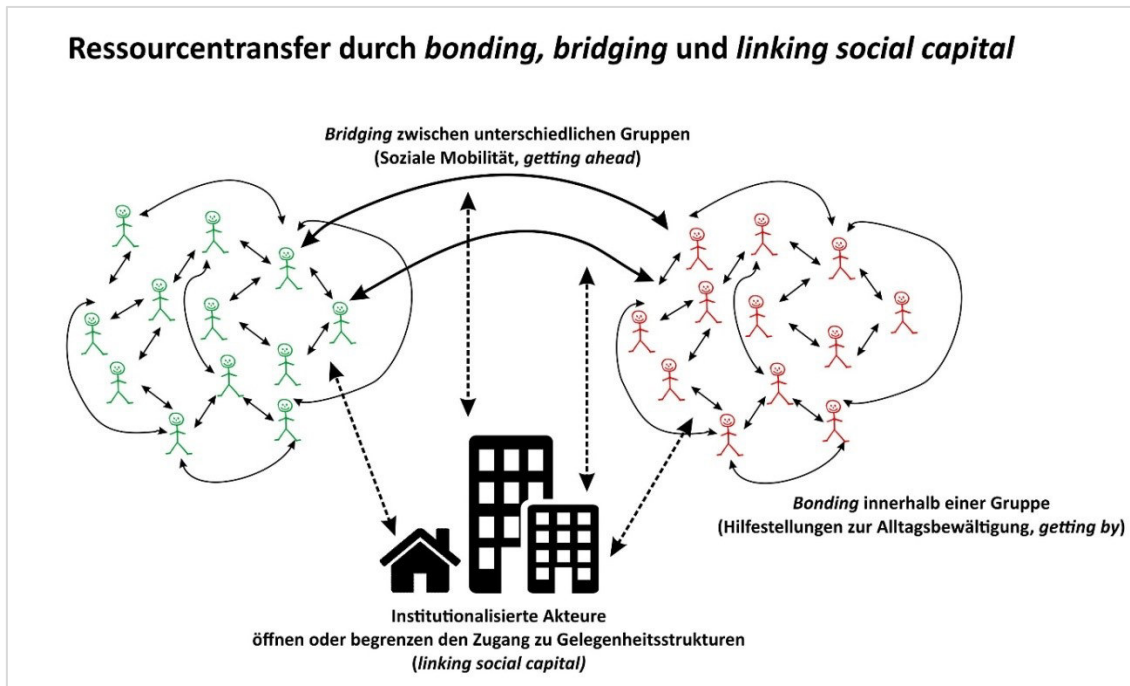 Ressourcentransfer durch bonding, bridging und linking social capital
Bridging zwischen unterschiedlichen Gruppen
(Soziale Mobilität, getting ahead)
Bonding innerhalb einer Gruppe
(Hilfestellungen zur Alltagsbewältigung, getting by)
Institutionalisierte Akteure
öffnen oder begrenzen den Zugang zu Gelegenheitsstrukturen
(linking social capital)